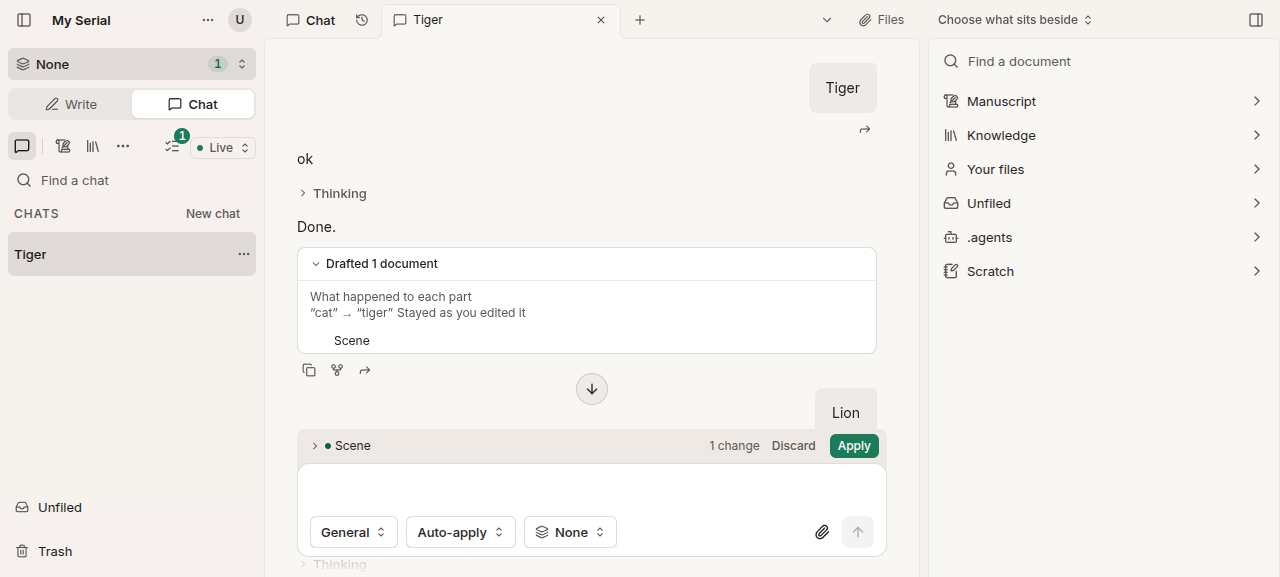 My Serial
U
None
1
Write
Chat
1
Live
Find a chat
CHATS
New chat
Tiger
Unfiled
Trash
Chat
Tiger
Files
Tiger
ok
Thinking
Done.
Drafted 1 document
What happened to each part
“cat” → “tiger” Stayed as you edited it
Scene
Lion
Scene
1 change
Discard
Apply
General
Auto-apply
None
Thinking
Choose what sits beside
Find a document
Manuscript
Knowledge
Your files
Unfiled
.agents
Scratch